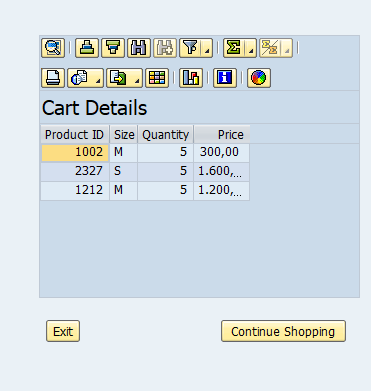 Cart Details
Product ID Size Quantity Price
1002 M 5 300,00
2327 S 5 1.600,...
1212 M 5 1.200,...
Exit Continue Shopping